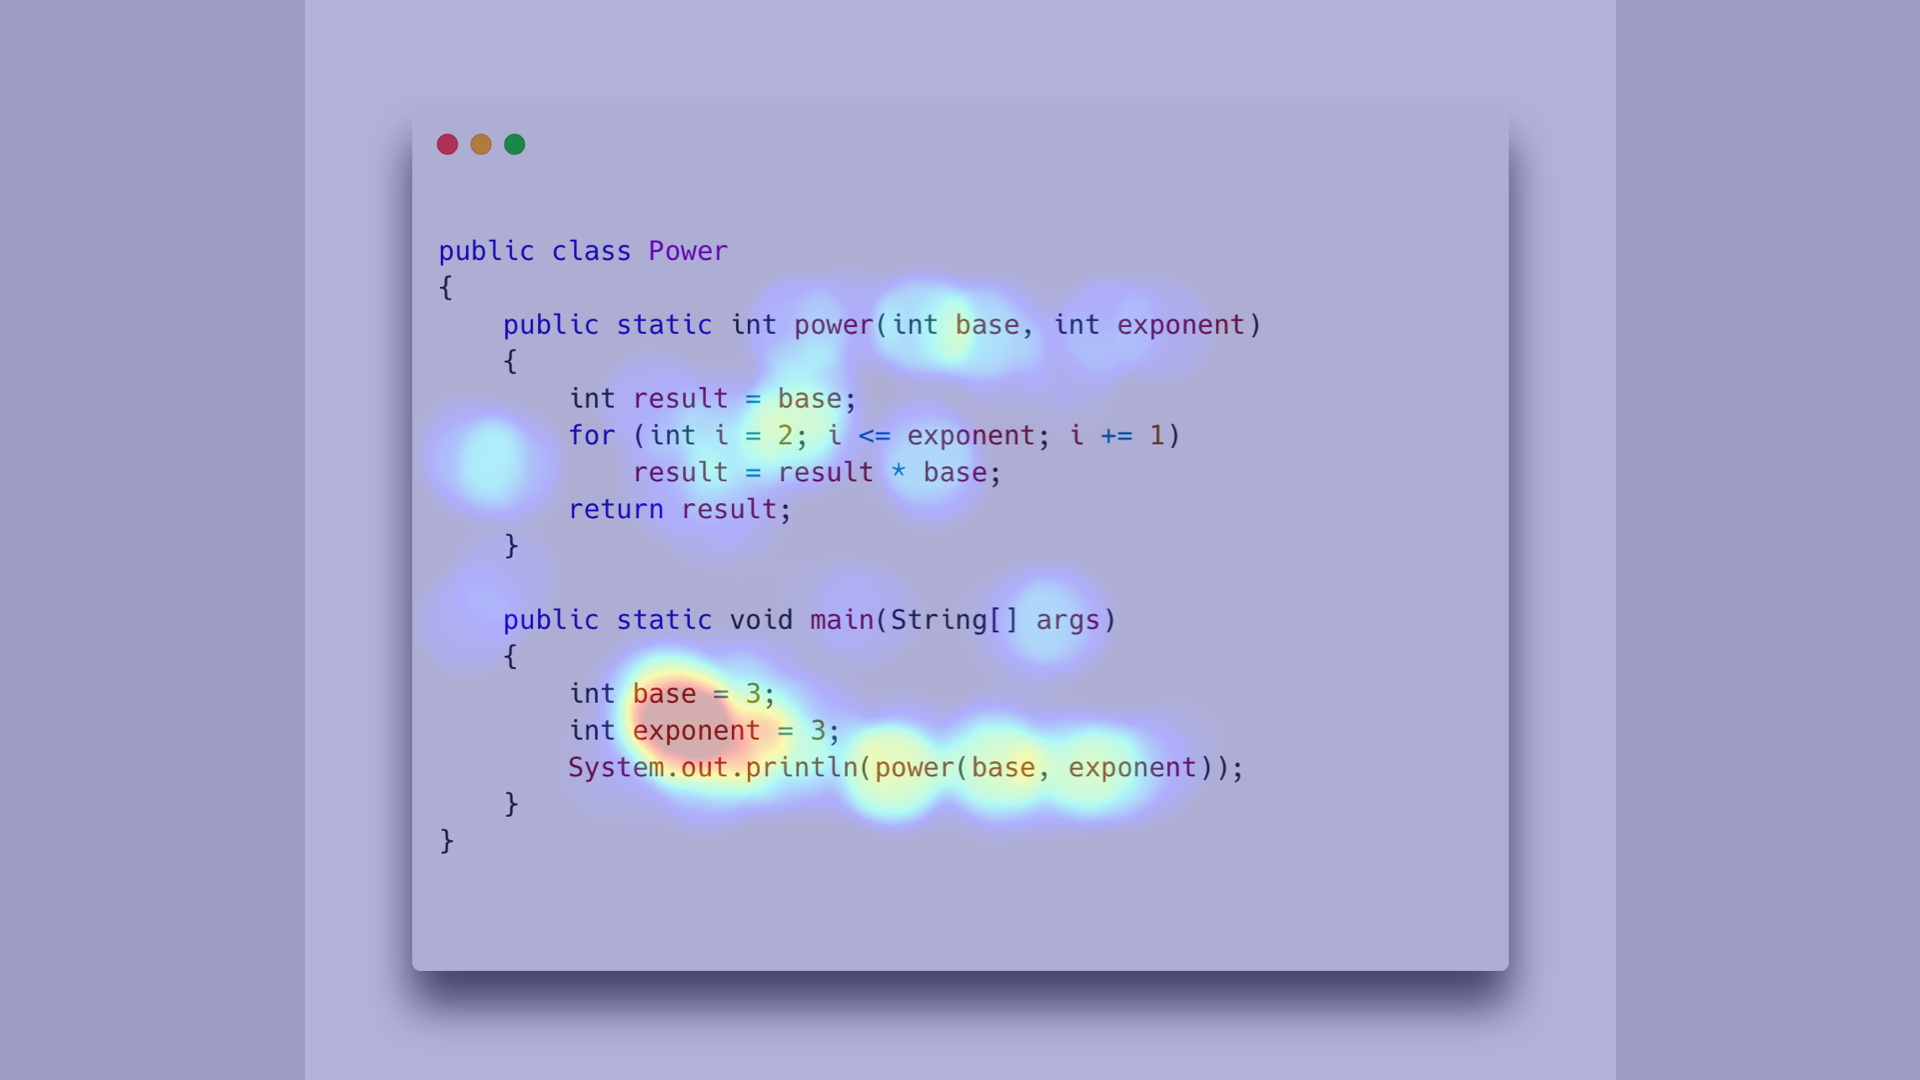 public class Power
{
    public static int power(int base, int exponent)
    {
        int result = base;
        for (int i = 2; i <= exponent; i += 1)
            result = result * base;
        return result;
    }

    public static void main(String[] args)
    {
        int base = 3;
        int exponent = 3;
        System.out.println(power(base, exponent));
    }
}